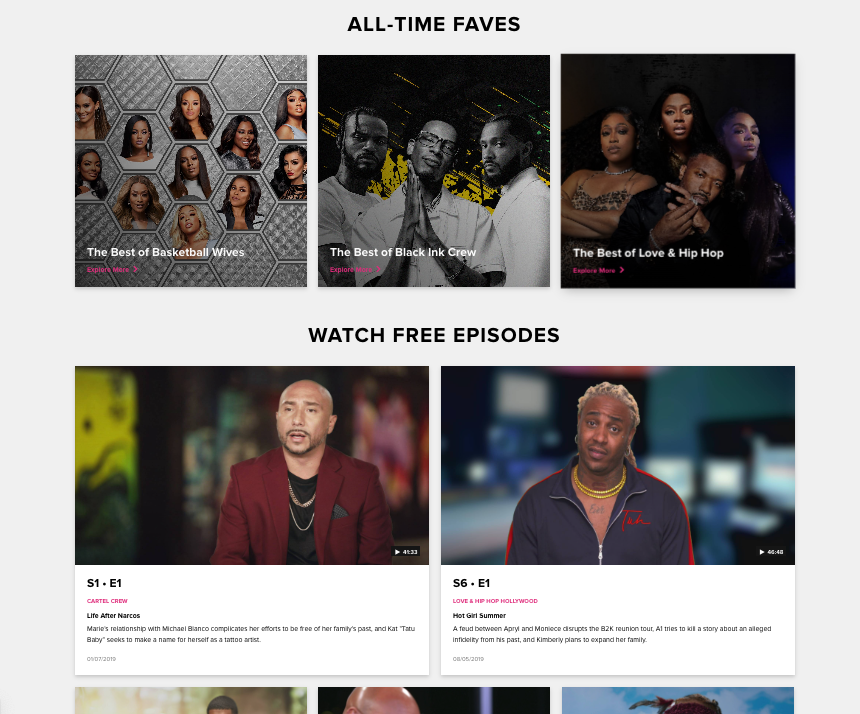 ALL-TIME FAVES
The Best of Basketball Wives
Explore More
The Best of Black Ink Crew
Explore More
The Best of Love & Hip Hop
Explore More
WATCH FREE EPISODES
41:33
S1 • E1
CARTEL CREW
Life After Narcos
Marie's relationship with Michael Blanco complicates her efforts to be free of her family's past, and Kat "Tatu
Baby" seeks to make a name for herself as a tattoo artist.
01/07/2019
46:48
S6 • E1
LOVE & HIP HOP HOLLYWOOD
Hot Girl Summer
A feud between Apryl and Moniece disrupts the B2K reunion tour, A1 tries to kill a story about an alleged
infidelity from his past, and Kimberly plans to expand her family.
08/05/2019